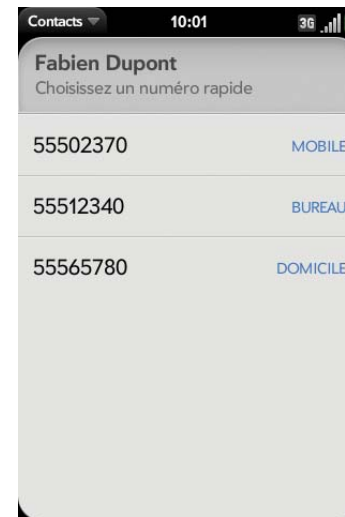 Contacts 10:01 3G
Fabien Dupont
Choisissez un numéro rapide
55502370 MOBILE
55512340 BUREAU
55565780 DOMICILE